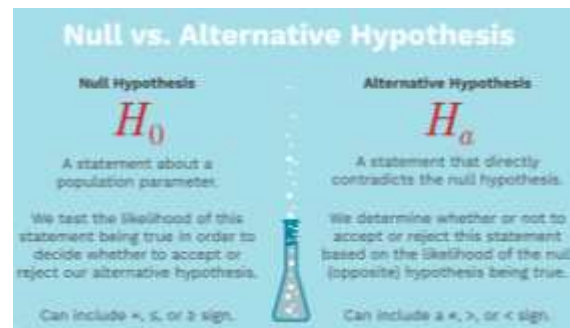 Null vs. Alternative Hypothesis
Null Hypothesis
H₀
A statement about a
population parameter.
We test the likelihood of this
statement being true in order to
decide whether to accept or
reject our alternative hypothesis.
Can include =, ≤, or ≥ sign.
Alternative Hypothesis
Hₐ
A statement that directly
contradicts the null hypothesis.
We determine whether or not to
accept or reject this statement
based on the likelihood of the null
(opposite) hypothesis being true.
Can include a ≠, >, or < sign.